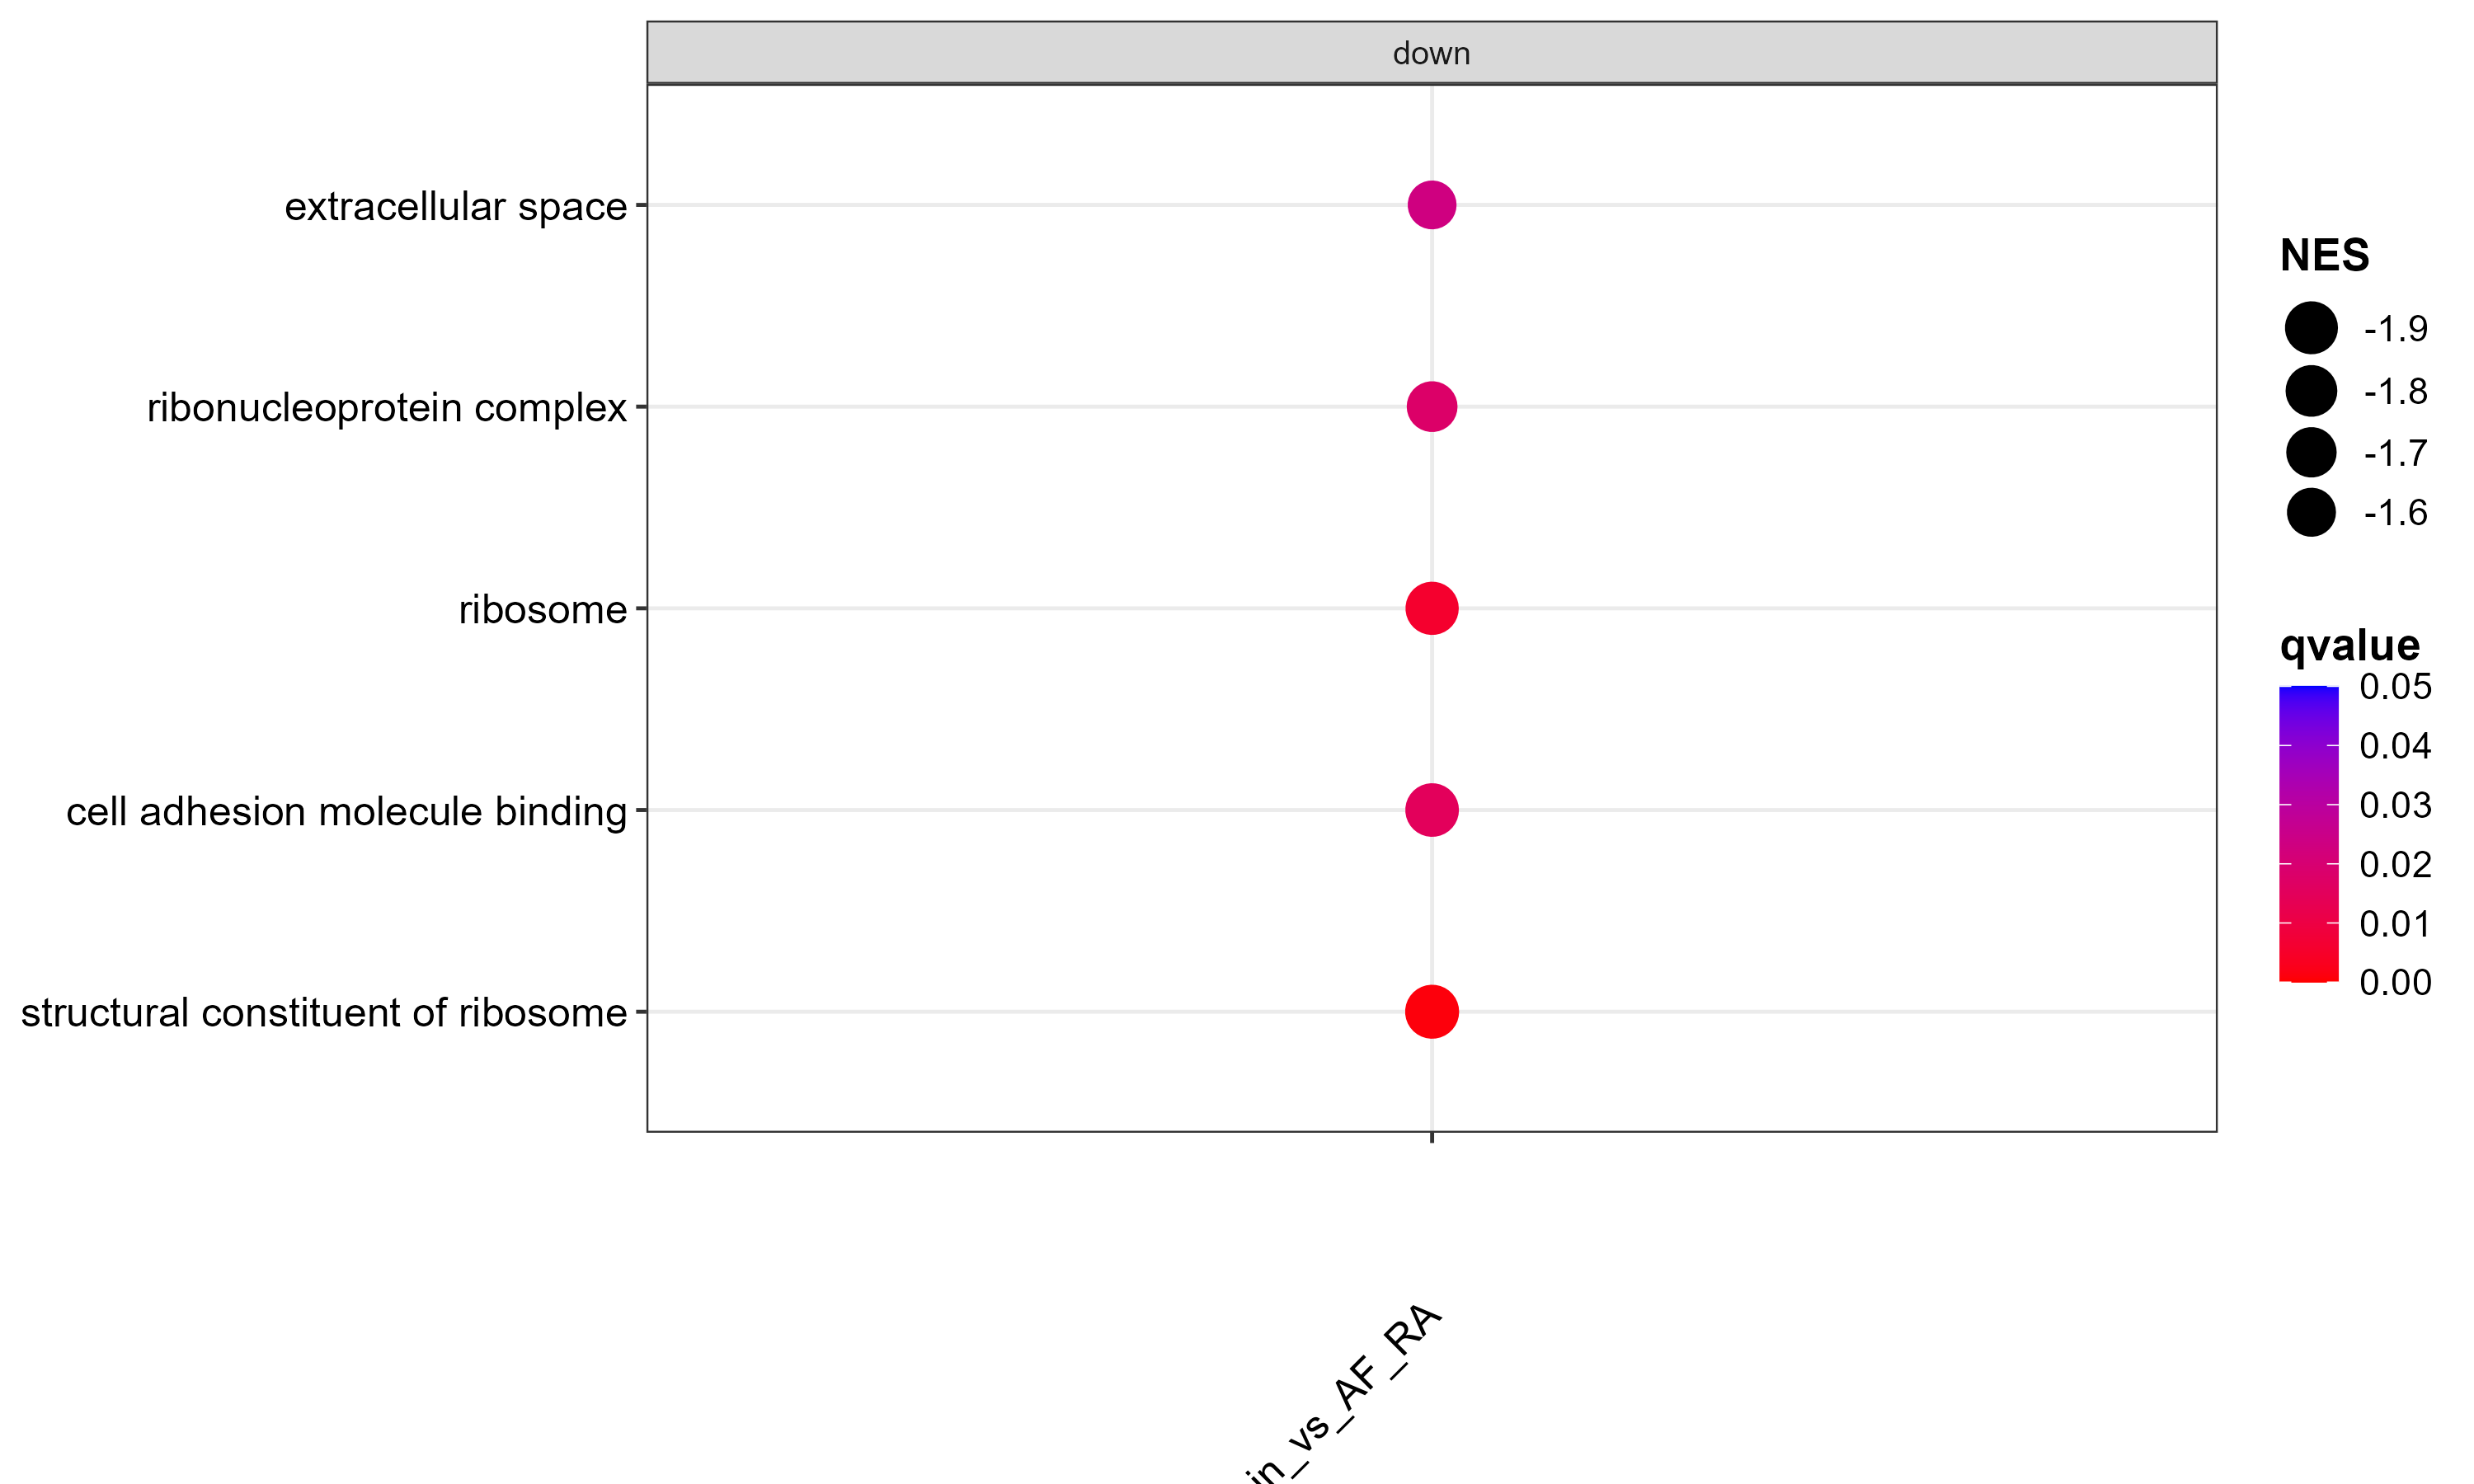 down
extracellular space
ribonucleoprotein complex
ribosome
cell adhesion molecule binding
structural constituent of ribosome
in_vs_AF_RA
NES
-1.9
-1.8
-1.7
-1.6
qvalue
0.05
0.04
0.03
0.02
0.01
0.00